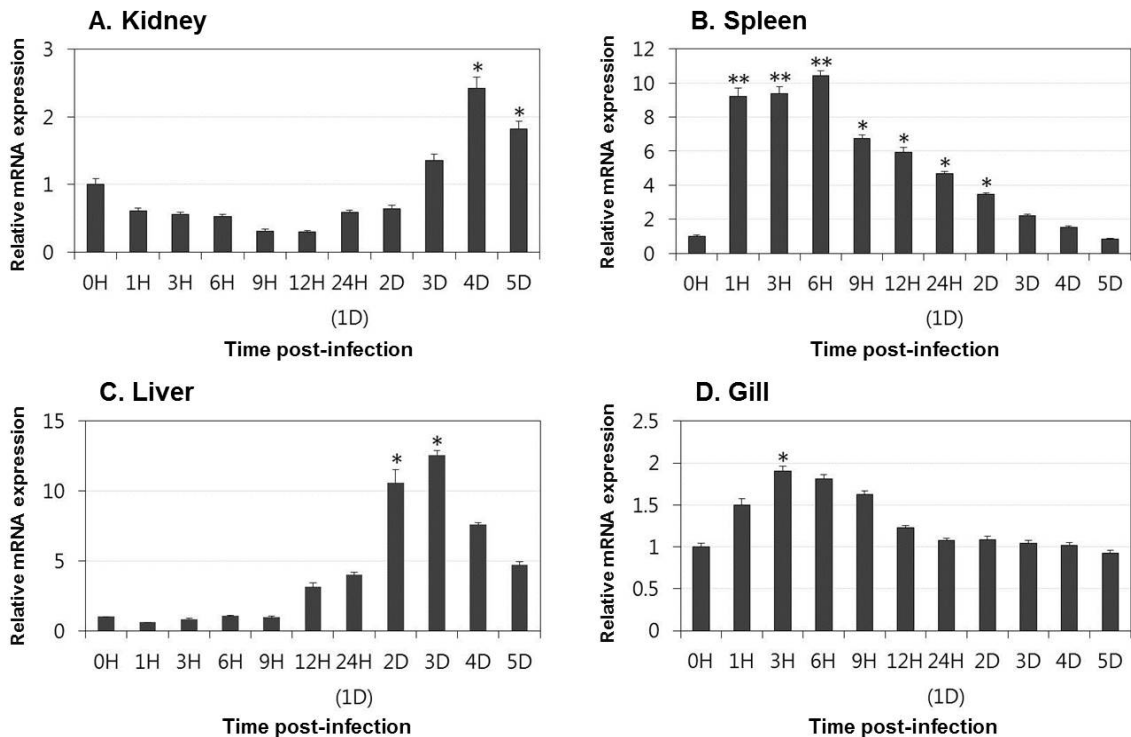 A. Kidney
Relative mRNA expression
3
2
1
0
*
*
0H 1H 3H 6H 9H 12H 24H 2D 3D 4D 5D
(1D)
Time post-infection
B. Spleen
Relative mRNA expression
12
10
8
6
4
2
0
** ** **
* * * *
0H 1H 3H 6H 9H 12H 24H 2D 3D 4D 5D
(1D)
Time post-infection
C. Liver
Relative mRNA expression
15
10
5
0
* *
0H 1H 3H 6H 9H 12H 24H 2D 3D 4D 5D
(1D)
Time post-infection
D. Gill
Relative mRNA expression
2.5
2
1.5
1
0.5
0
*
0H 1H 3H 6H 9H 12H 24H 2D 3D 4D 5D
(1D)
Time post-infection